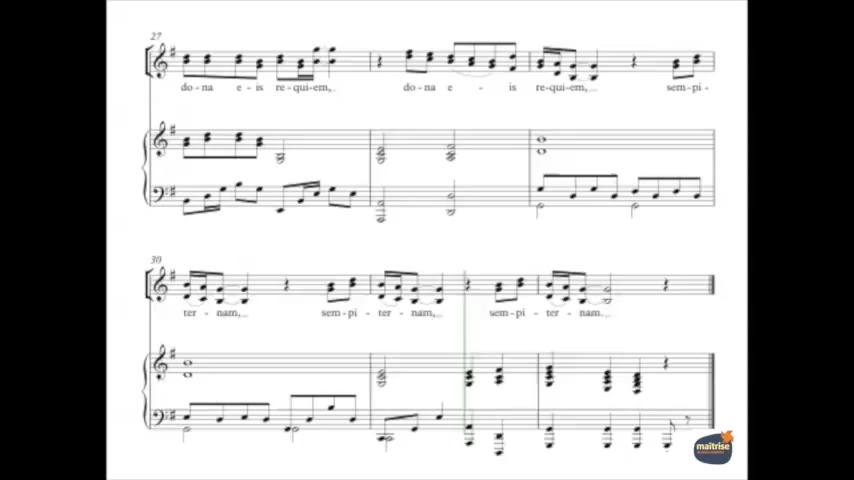 27
do - na e - is re - qui - em, do - na e - is re - qui - em, sem - pi -
30
ter - nam, sem - pi - ter - nam, sem - pi - ter - nam.
maîtrise